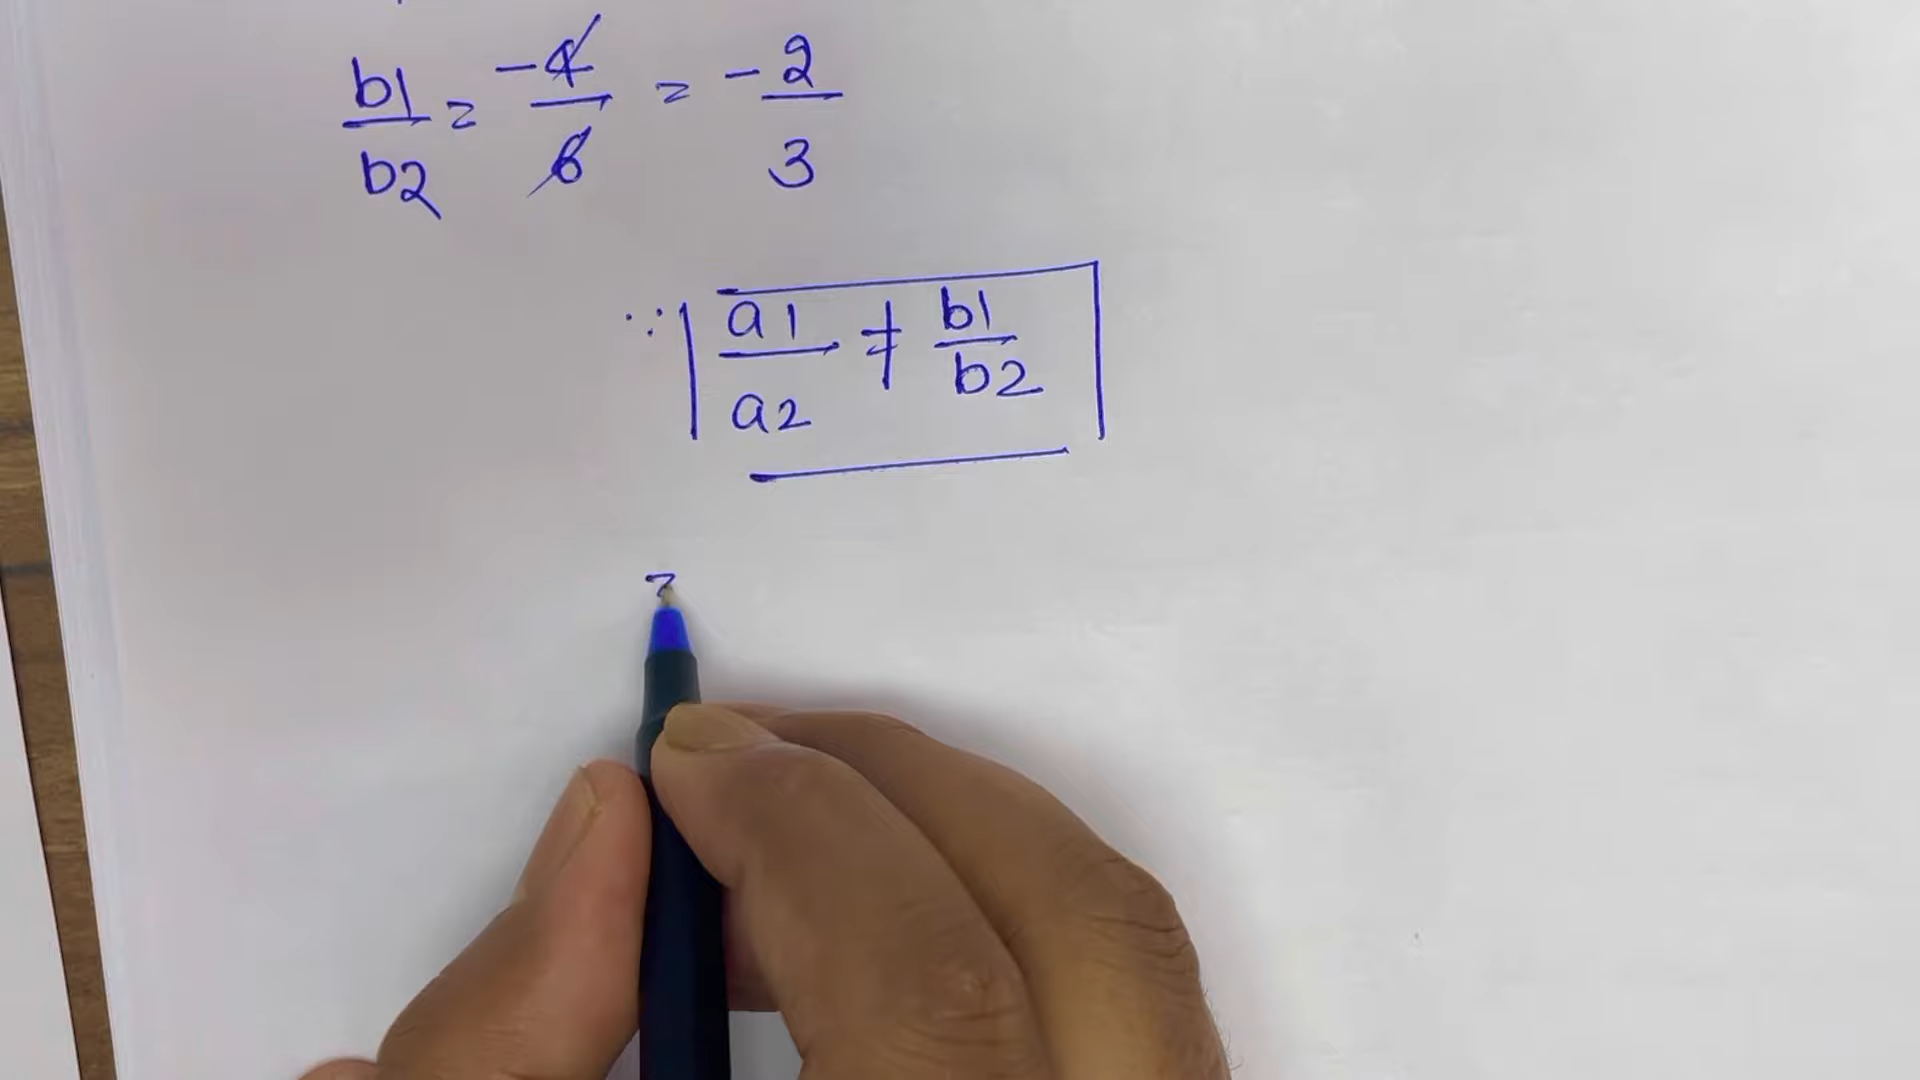 b1/b2 = -4/6 = -2/3
∵ a1/a2 ≠ b1/b2
=